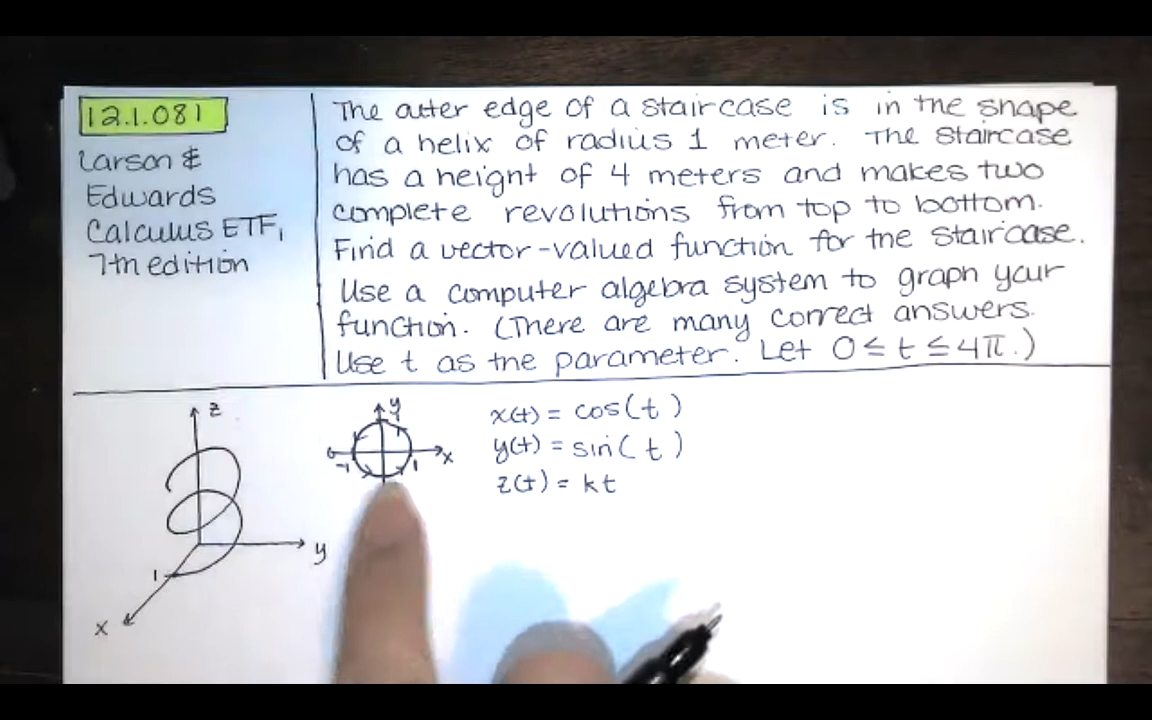 12.1.081
Larson &
Edwards
Calculus ETF,
7th edition
The outer edge of a staircase is in the shape
of a helix of radius 1 meter. The staircase
has a height of 4 meters and makes two
complete revolutions from top to bottom.
Find a vector-valued function for the staircase.
Use a computer algebra system to graph your
function. (There are many correct answers.
Use t as the parameter. Let 0 ≤ t ≤ 4π.)
z
y
x
1
y
x
-1
1
x(t) = cos(t)
y(t) = sin(t)
z(t) = kt